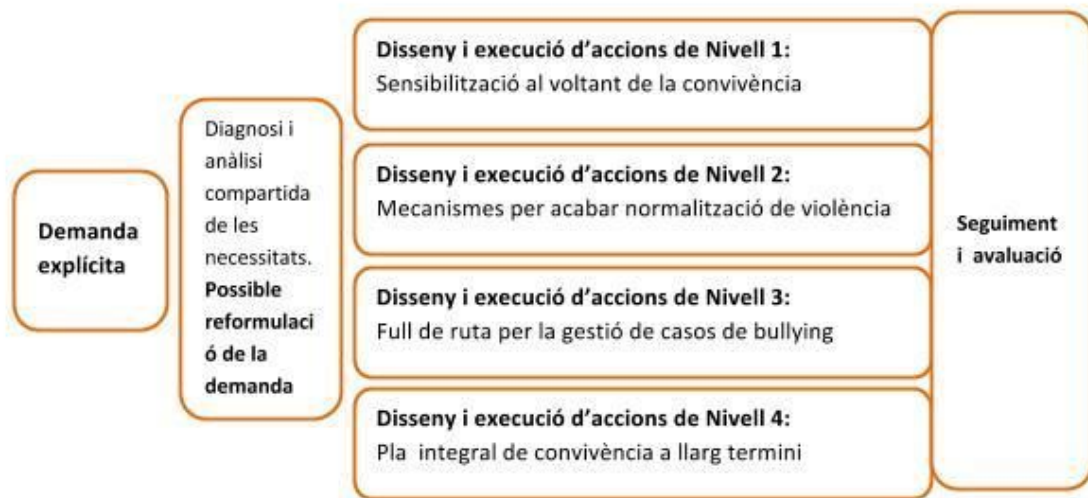 Demanda
explícita
Diagnosi i
anàlisi
compartida
de les
necessitats.
Possible
reformulaci
ó de la
demanda
Disseny i execució d'accions de Nivell 1:
Sensibilització al voltant de la convivència
Disseny i execució d'accions de Nivell 2:
Mecanismes per acabar normalització de violència
Disseny i execució d'accions de Nivell 3:
Full de ruta per la gestió de casos de bullying
Disseny i execució d'accions de Nivell 4:
Pla  integral de convivència a llarg termini
Seguiment
i  avaluació